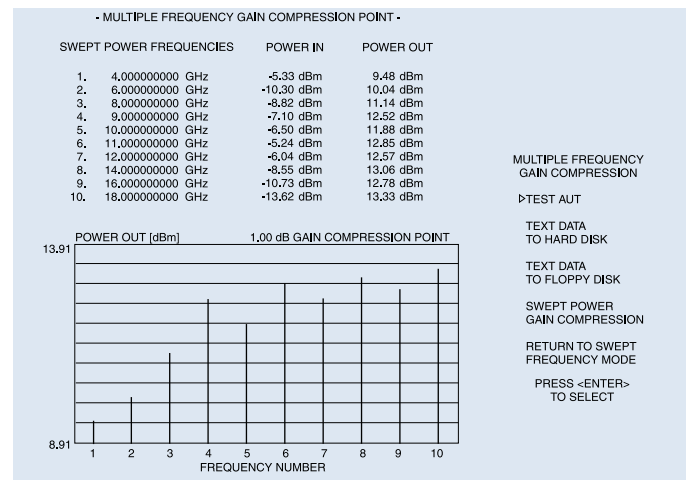 - MULTIPLE FREQUENCY GAIN COMPRESSION POINT -
SWEPT POWER FREQUENCIES POWER IN POWER OUT
1. 4.000000000 GHz -5.33 dBm 9.48 dBm
2. 6.000000000 GHz -10.30 dBm 10.04 dBm
3. 8.000000000 GHz -8.82 dBm 11.14 dBm
4. 9.000000000 GHz -7.10 dBm 12.52 dBm
5. 10.000000000 GHz -6.50 dBm 11.88 dBm
6. 11.000000000 GHz -5.24 dBm 12.85 dBm
7. 12.000000000 GHz -6.04 dBm 12.57 dBm
8. 14.000000000 GHz -8.55 dBm 13.06 dBm
9. 16.000000000 GHz -10.73 dBm 12.78 dBm
10. 18.000000000 GHz -13.62 dBm 13.33 dBm
POWER OUT [dBm] 1.00 dB GAIN COMPRESSION POINT
13.91
8.91
1 2 3 4 5 6 7 8 9 10
FREQUENCY NUMBER
MULTIPLE FREQUENCY
GAIN COMPRESSION
▷TEST AUT
TEXT DATA
TO HARD DISK
TEXT DATA
TO FLOPPY DISK
SWEPT POWER
GAIN COMPRESSION
RETURN TO SWEPT
FREQUENCY MODE
PRESS <ENTER>
TO SELECT